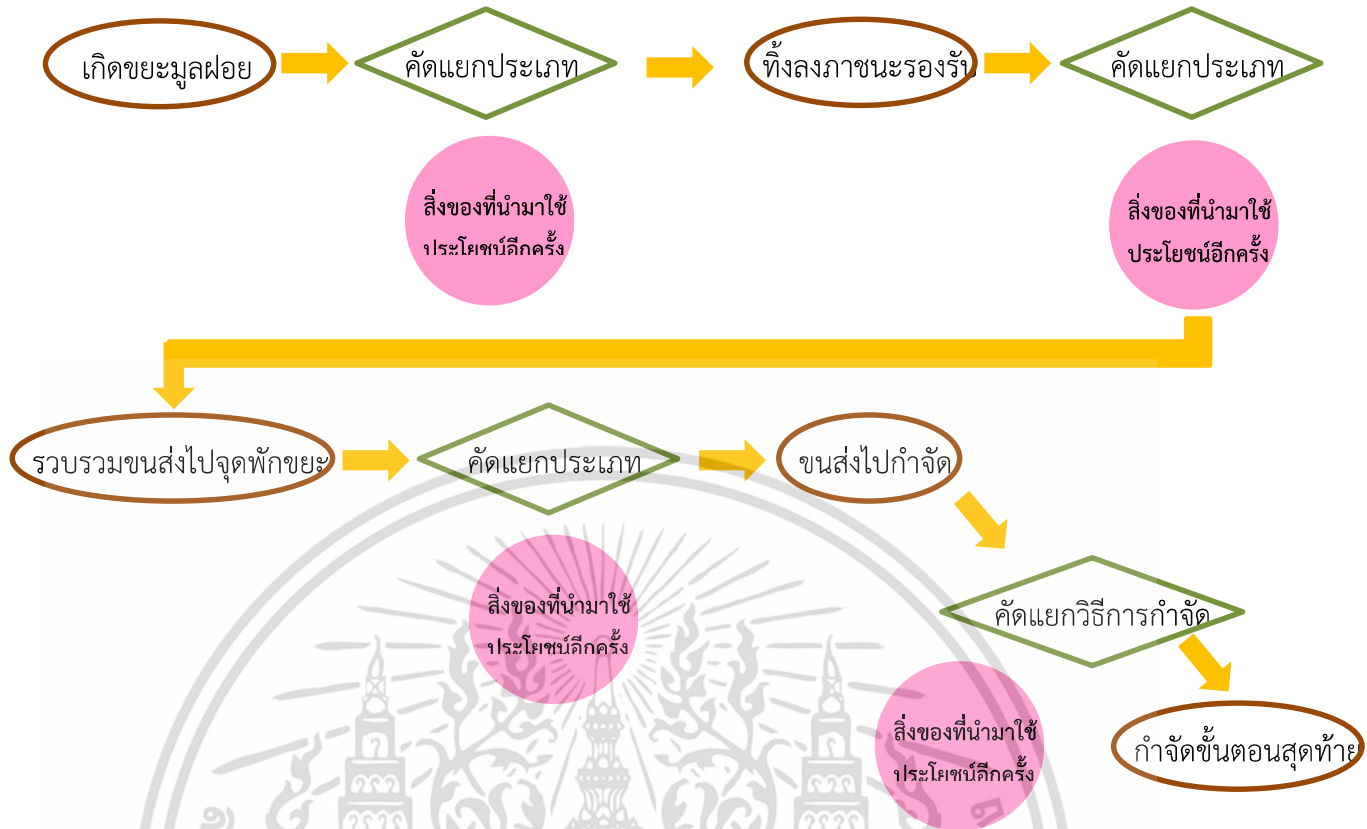 เกิดขยะมูลฝอย
คัดแยกประเภท
ทิ้งลงภาชนะรองรับ
คัดแยกประเภท
สิ่งของที่นำมาใช้
ประโยชน์อีกครั้ง
สิ่งของที่นำมาใช้
ประโยชน์อีกครั้ง
รวบรวมขนส่งไปจุดพักขยะ
คัดแยกประเภท
ขนส่งไปกำจัด
สิ่งของที่นำมาใช้
ประโยชน์อีกครั้ง
คัดแยกวิธีการกำจัด
สิ่งของที่นำมาใช้
ประโยชน์อีกครั้ง
กำจัดขั้นตอนสุดท้าย